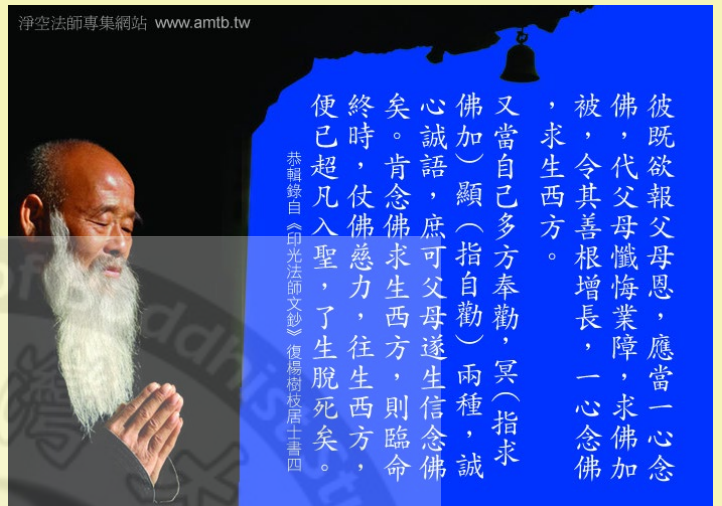 淨空法師專集網站 www.amtb.tw
彼既欲報父母恩，應當一心念
佛，代父母懺悔業障，求佛加
被，令其善根增長，一心念佛
，求生西方。
又當自己多方奉勸，冥（指求
佛加）顯（指自勸）兩種，誠
心誠語，庶可父母遂生信念佛
矣。肯念佛求生西方，則臨命
終時，仗佛慈力，往生西方，
便已超凡入聖，了生脫死矣。
恭輯錄自《印光法師文鈔》復楊樹枝居士書四
of Buddhist